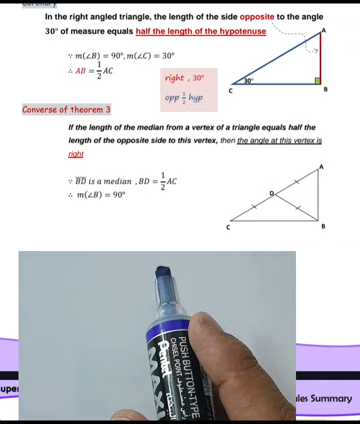 In the right angled triangle, the length of the side opposite to the angle
A
30° of measure equals half the length of the hypotenuse
∵ m(∠B) = 90°, m(∠C) = 30°
∴ AB = 1/2 AC
right , 30°
opp 1/2 hyp
30°
C
B
Converse of theorem 3
If the length of the median from a vertex of a triangle equals half the
length of the opposite side to this vertex, then the angle at this vertex is
right
A
∵ BD is a median , BD = 1/2 AC
∴ m(∠B) = 90°
D
C
B
PUSH BUTTON-TYPE
CHISEL POINT
Pentel
MAXI
Summary